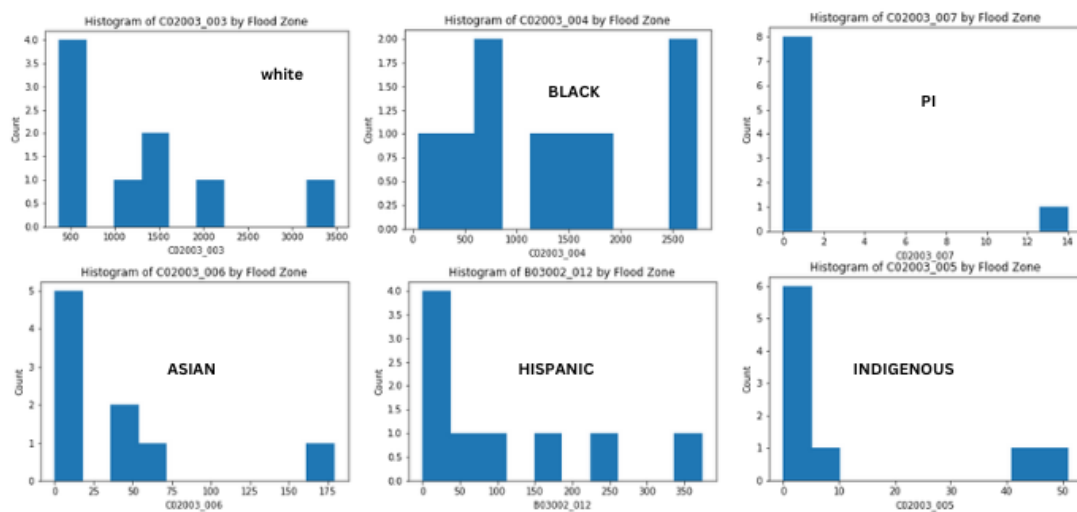 Histogram of C02003_003 by Flood Zone
4.0
3.5
3.0
2.5
2.0
1.5
1.0
0.5
0.0
Count
white
500 1000 1500 2000 2500 3000 3500
C02003_003
Histogram of C02003_004 by Flood Zone
2.00
1.75
1.50
1.25
1.00
0.75
0.50
0.25
0.00
Count
BLACK
0 500 1000 1500 2000 2500
C02003_004
Histogram of C02003_007 by Flood Zone
8
7
6
5
4
3
2
1
0
Count
PI
0 2 4 6 8 10 12 14
C02003_007
Histogram of C02003_006 by Flood Zone
5
4
3
2
1
0
Count
ASIAN
0 25 50 75 100 125 150 175
C02003_006
Histogram of B03002_012 by Flood Zone
4.0
3.5
3.0
2.5
2.0
1.5
1.0
0.5
0.0
Count
HISPANIC
0 50 100 150 200 250 300 350
B03002_012
Histogram of C02003_005 by Flood Zone
6
5
4
3
2
1
0
Count
INDIGENOUS
0 10 20 30 40 50
C02003_005